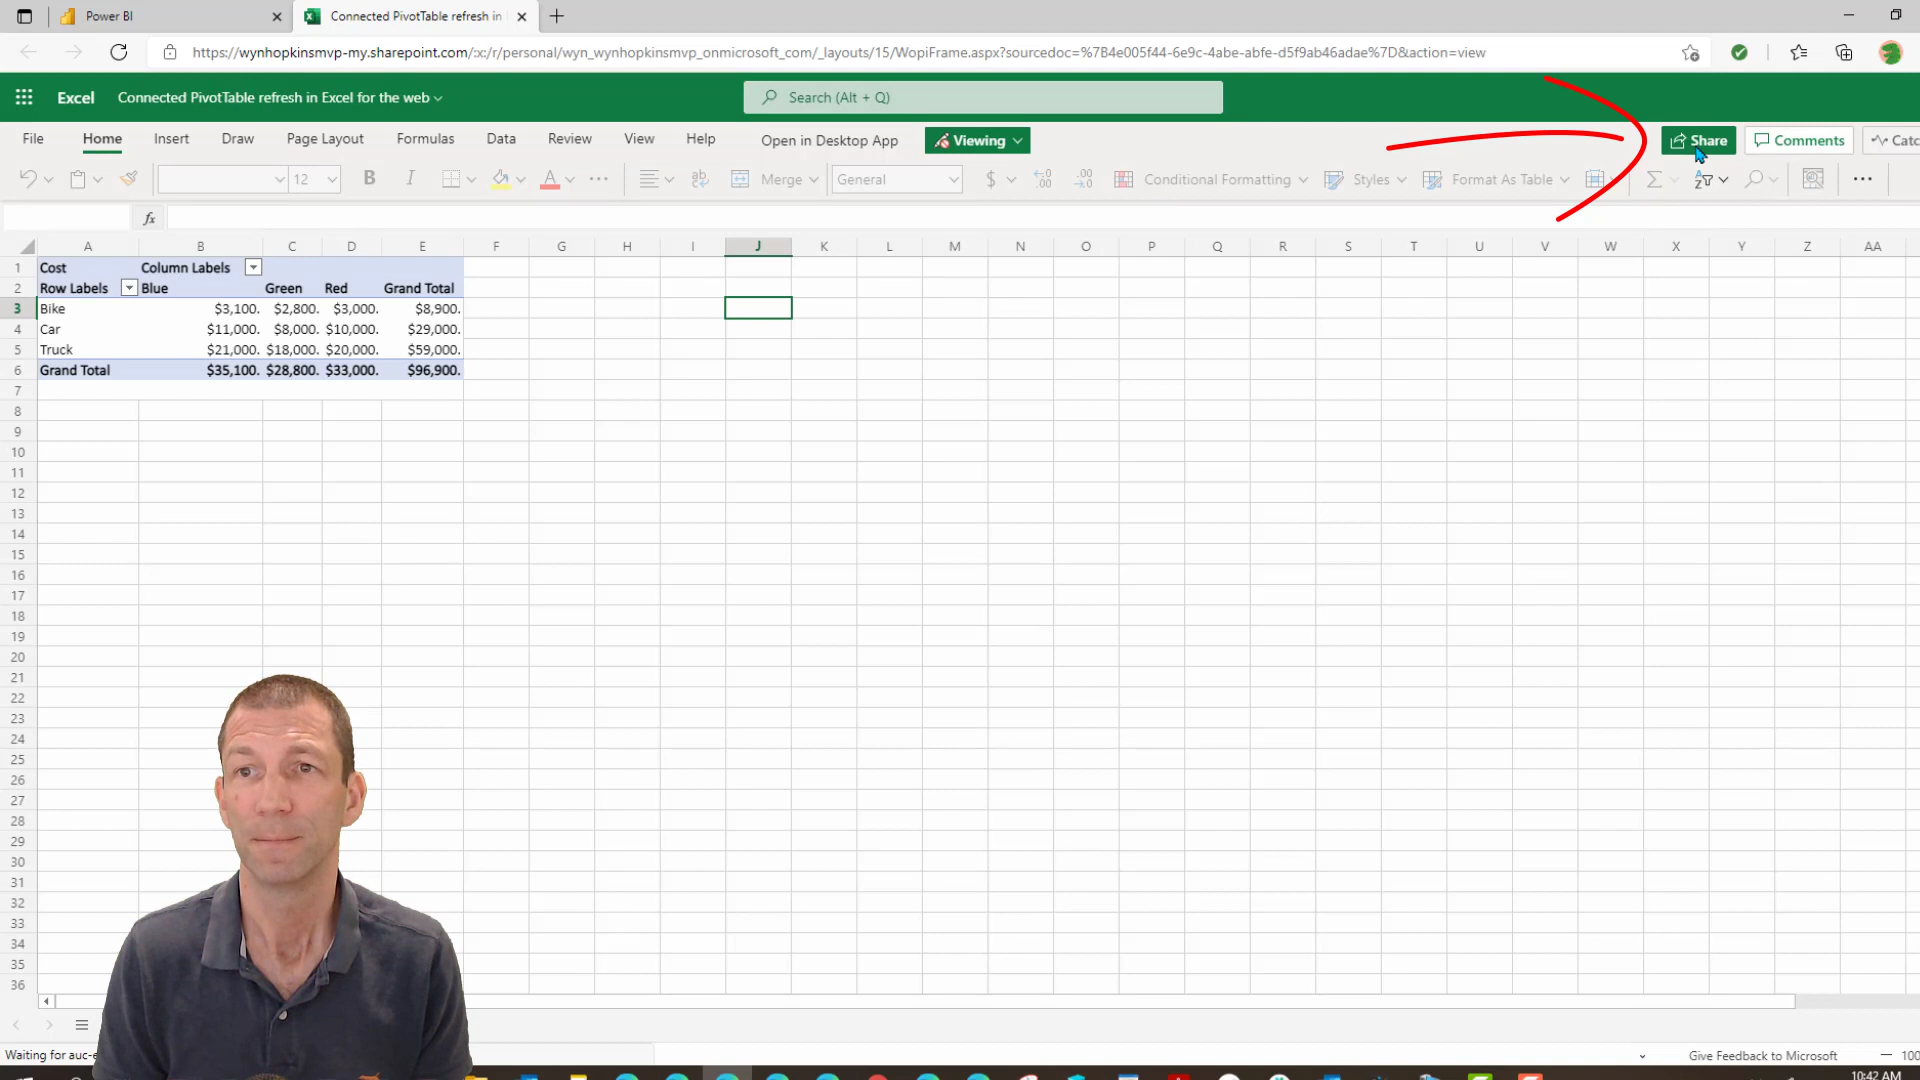 Power BI
Connected PivotTable refresh in
https://wynhopkinsmvp-my.sharepoint.com/:x:/r/personal/wyn_wynhopkinsmvp_onmicrosoft_com/_layouts/15/WopiFrame.aspx?sourcedoc=%7B4e005f44-6e9c-4abe-abfe-d5f9ab46adae%7D&action=view
Excel Connected PivotTable refresh in Excel for the web Search (Alt + Q)
File Home Insert Draw Page Layout Formulas Data Review View Help Open in Desktop App Viewing Share Comments Catc
12 B I A ab Merge General $ .00 .00 Conditional Formatting Styles Format As Table Σ AZ ...
fx
A B C D E F G H I J K L M N O P Q R S T U V W X Y Z AA
1 Cost Column Labels
2 Row Labels Blue Green Red Grand Total
3 Bike $3,100. $2,800. $3,000. $8,900.
4 Car $11,000. $8,000. $10,000. $29,000.
5 Truck $21,000. $18,000. $20,000. $59,000.
6 Grand Total $35,100. $28,800. $33,000. $96,900.
7
8
9
10
11
12
13
14
15
16
17
18
19
20
21
22
23
24
25
26
27
28
29
30
31
32
33
34
35
36
Waiting for auc-e Give Feedback to Microsoft 100
10:42 AM